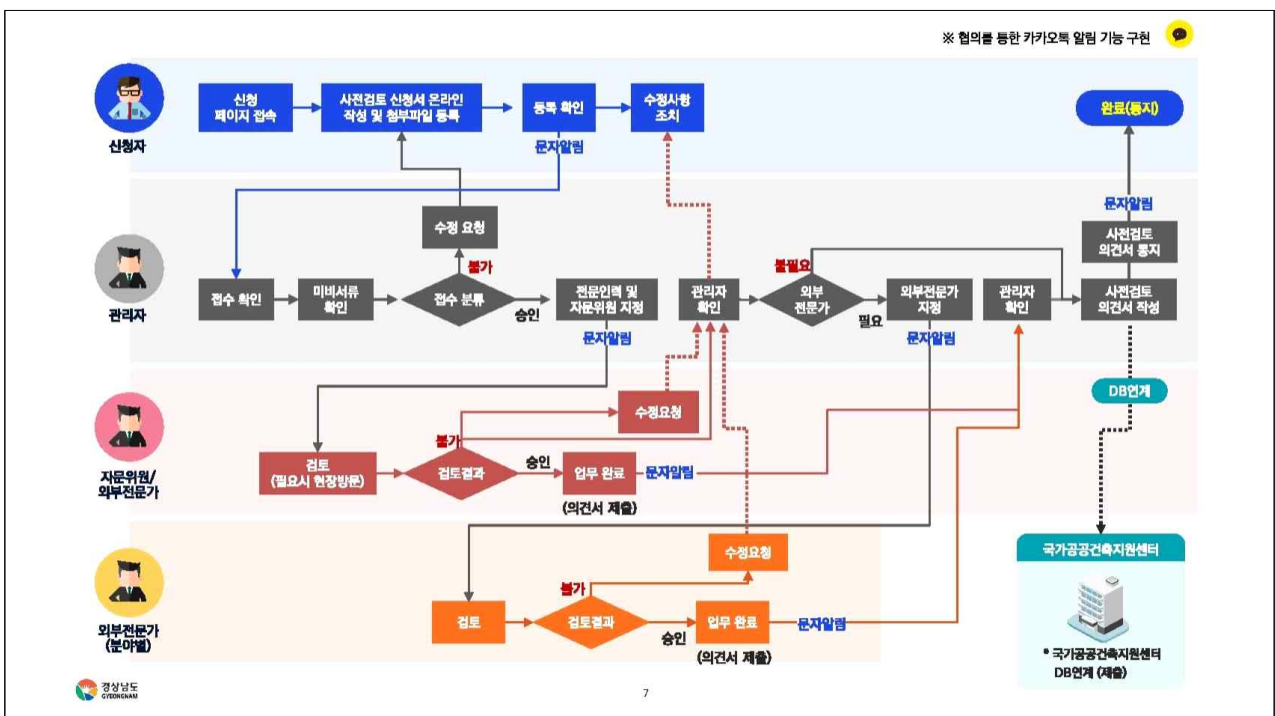 ※ 협의를 통한 카카오톡 알림 기능 구현
신청자
신청
페이지 접속
사전검토 신청서 온라인
작성 및 첨부파일 등록
등록 확인
수정사항
조치
완료(통지)
문자알림
관리자
수정 요청
불가
접수 확인
미비서류
확인
접수 분류
승인
전문인력 및
자문위원 지정
문자알림
관리자
확인
불필요
외부
전문가
필요
외부전문가
지정
문자알림
관리자
확인
문자알림
사전검토
의견서 통지
사전검토
의견서 작성
DB연계
자문위원/
외부전문가
수정요청
불가
검토
(필요시 현장방문)
검토결과
승인
업무 완료
(의견서 제출)
문자알림
외부전문가
(분야별)
수정요청
불가
검토
검토결과
승인
업무 완료
(의견서 제출)
문자알림
국가공공건축지원센터
* 국가공공건축지원센터
DB연계 (제출)
경상남도
GYEONGNAM
7